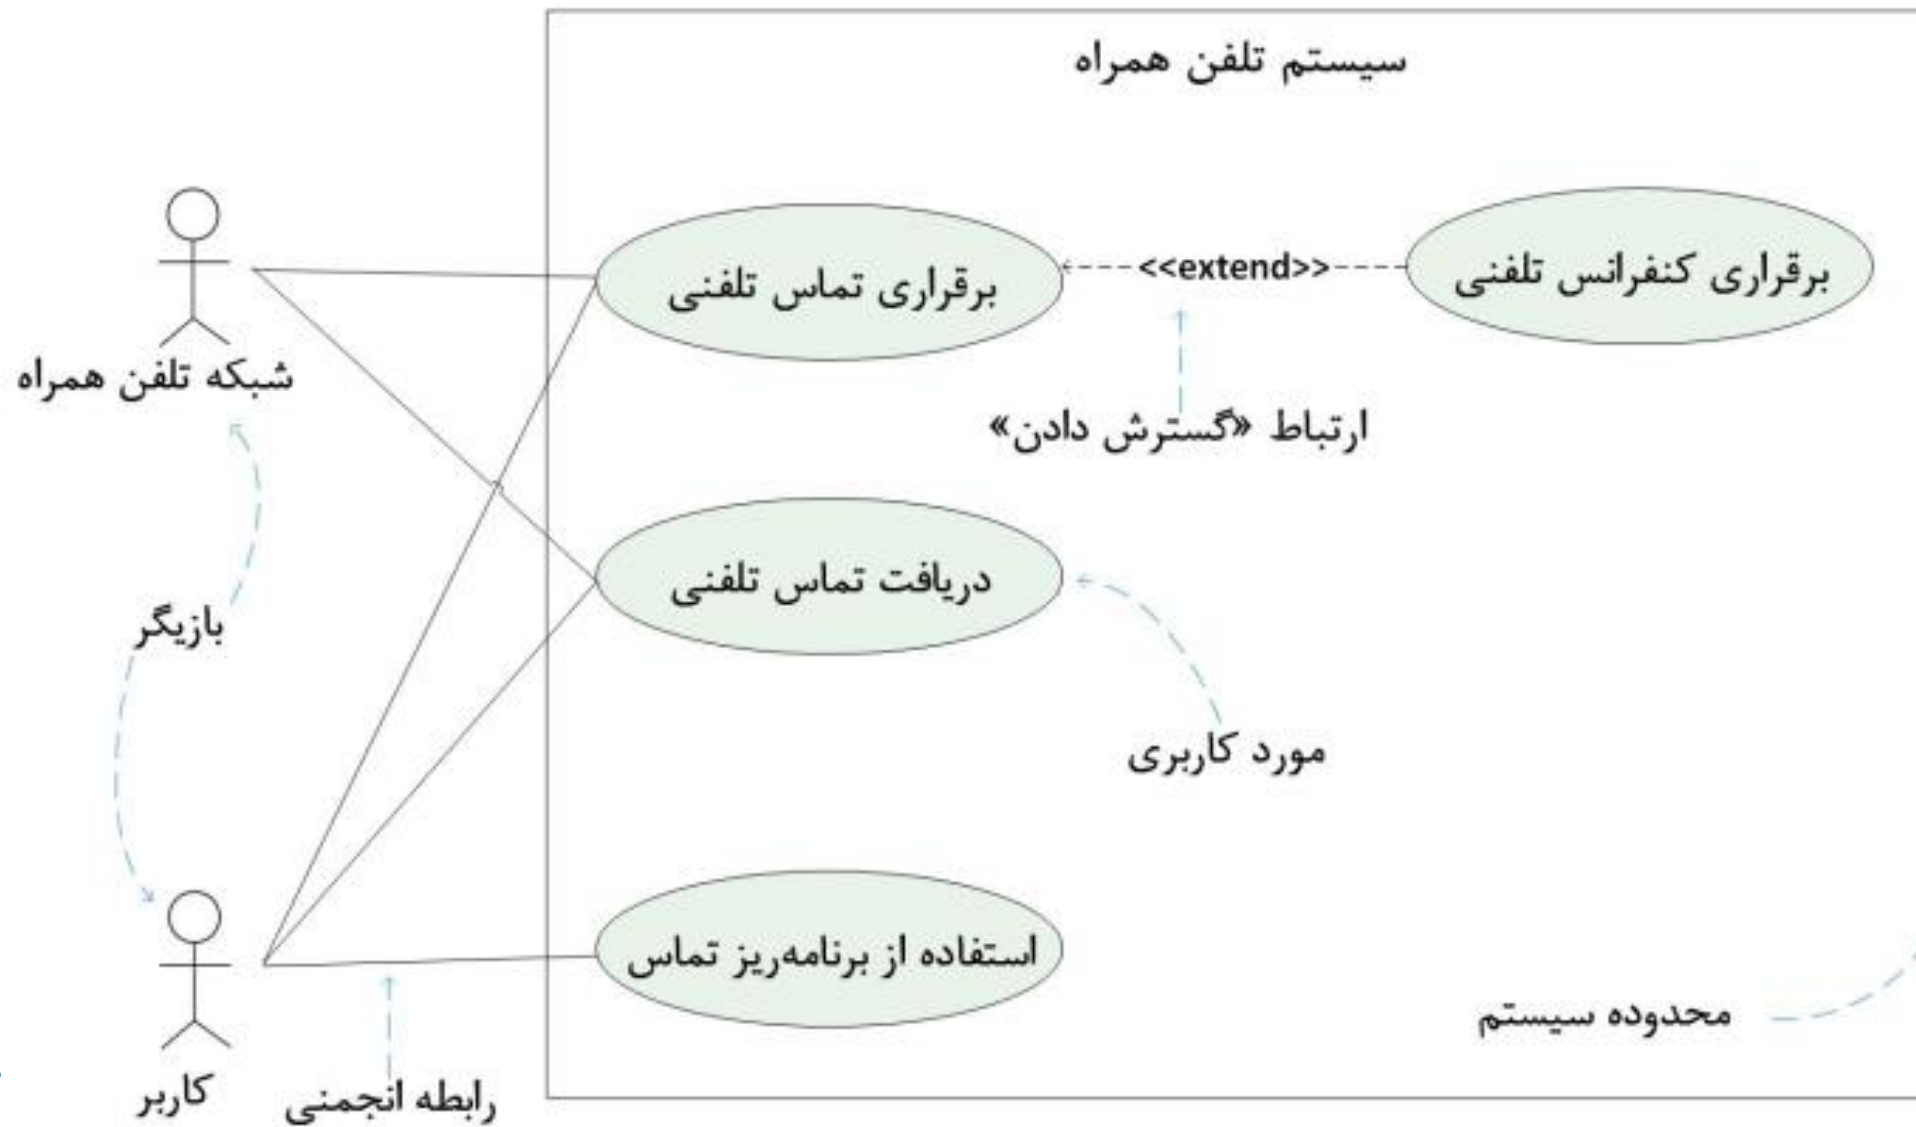 سیستم تلفن همراه
برقراری کنفرانس تلفنی
<<extend>>
برقراری تماس تلفنی
شبکه تلفن همراه
ارتباط «گسترش دادن»
دریافت تماس تلفنی
بازیگر
مورد کاربری
استفاده از برنامه‌ریز تماس
محدوده سیستم
کاربر
رابطه انجمنی